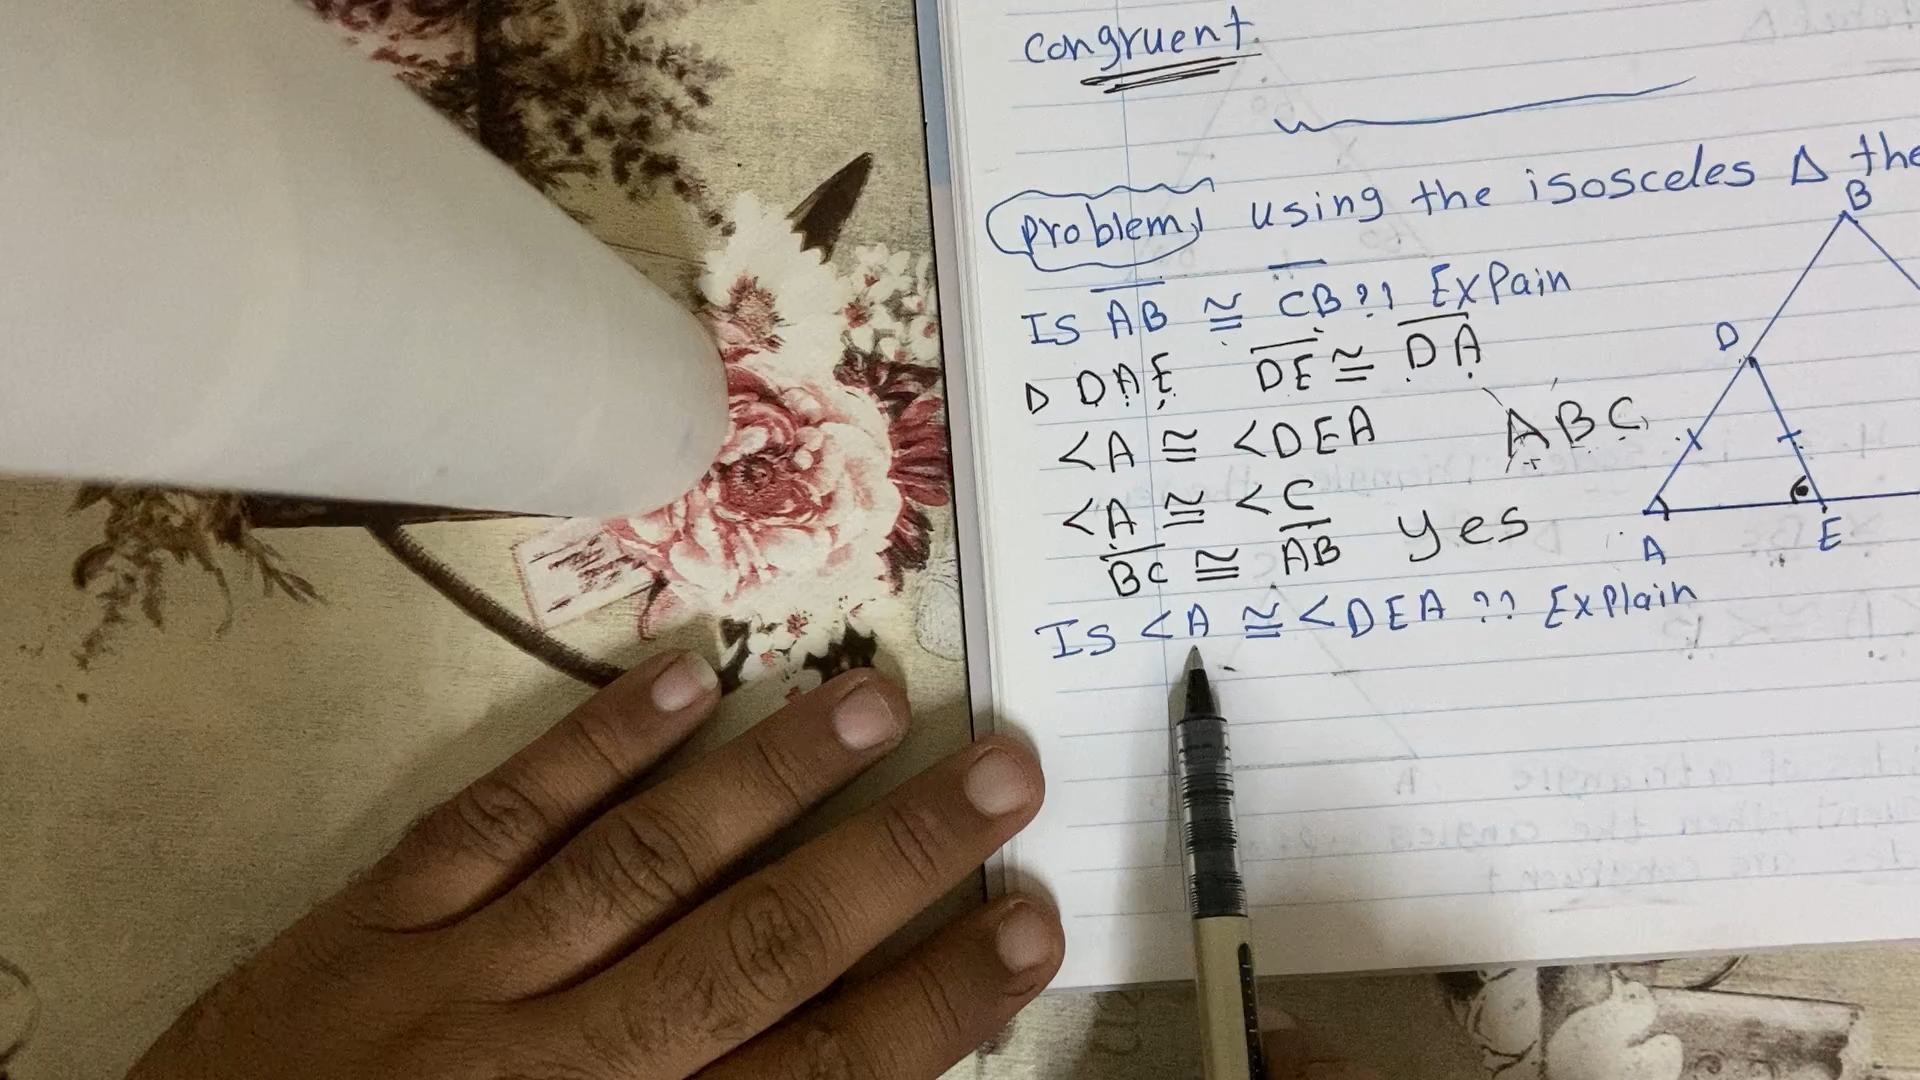 congruent.
Problem, using the isosceles Δ the
Is AB ≅ CB?? ExPain
Δ DAE DE ≅ DA
<A ≅ <DEA
ABC
<A ≅ <C
BC ≅ AB yes
Is <A ≅ <DEA ?? Explain
B
D
A
E